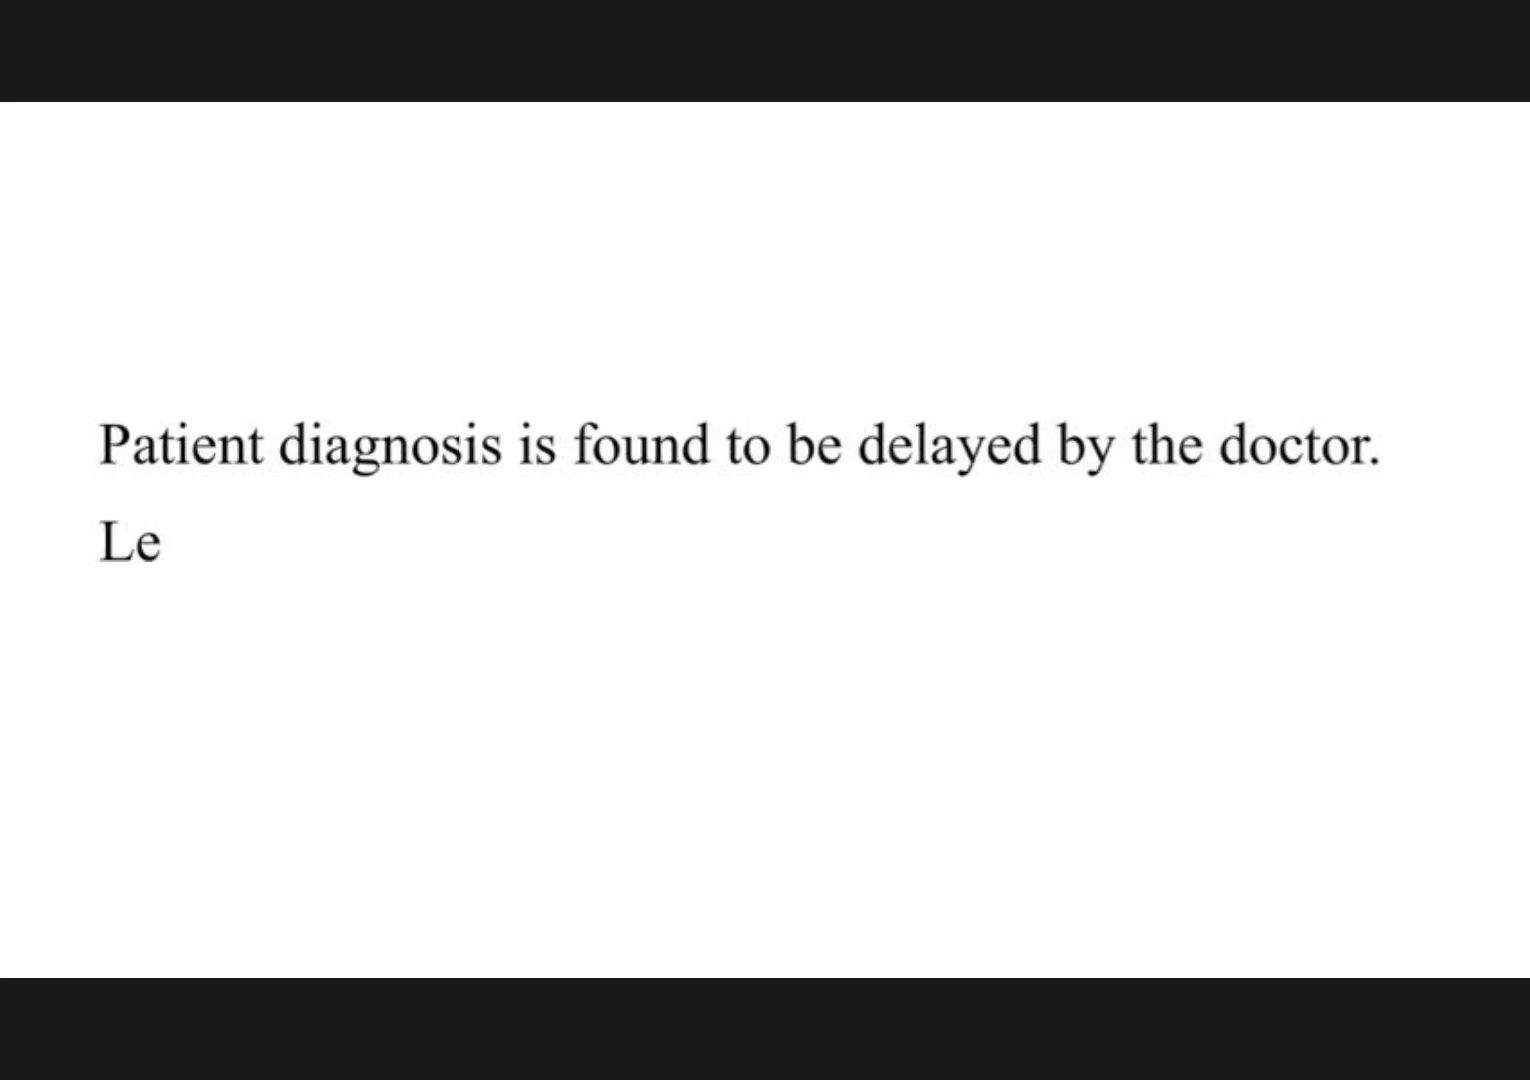 Patient diagnosis is found to be delayed by the doctor.
Le